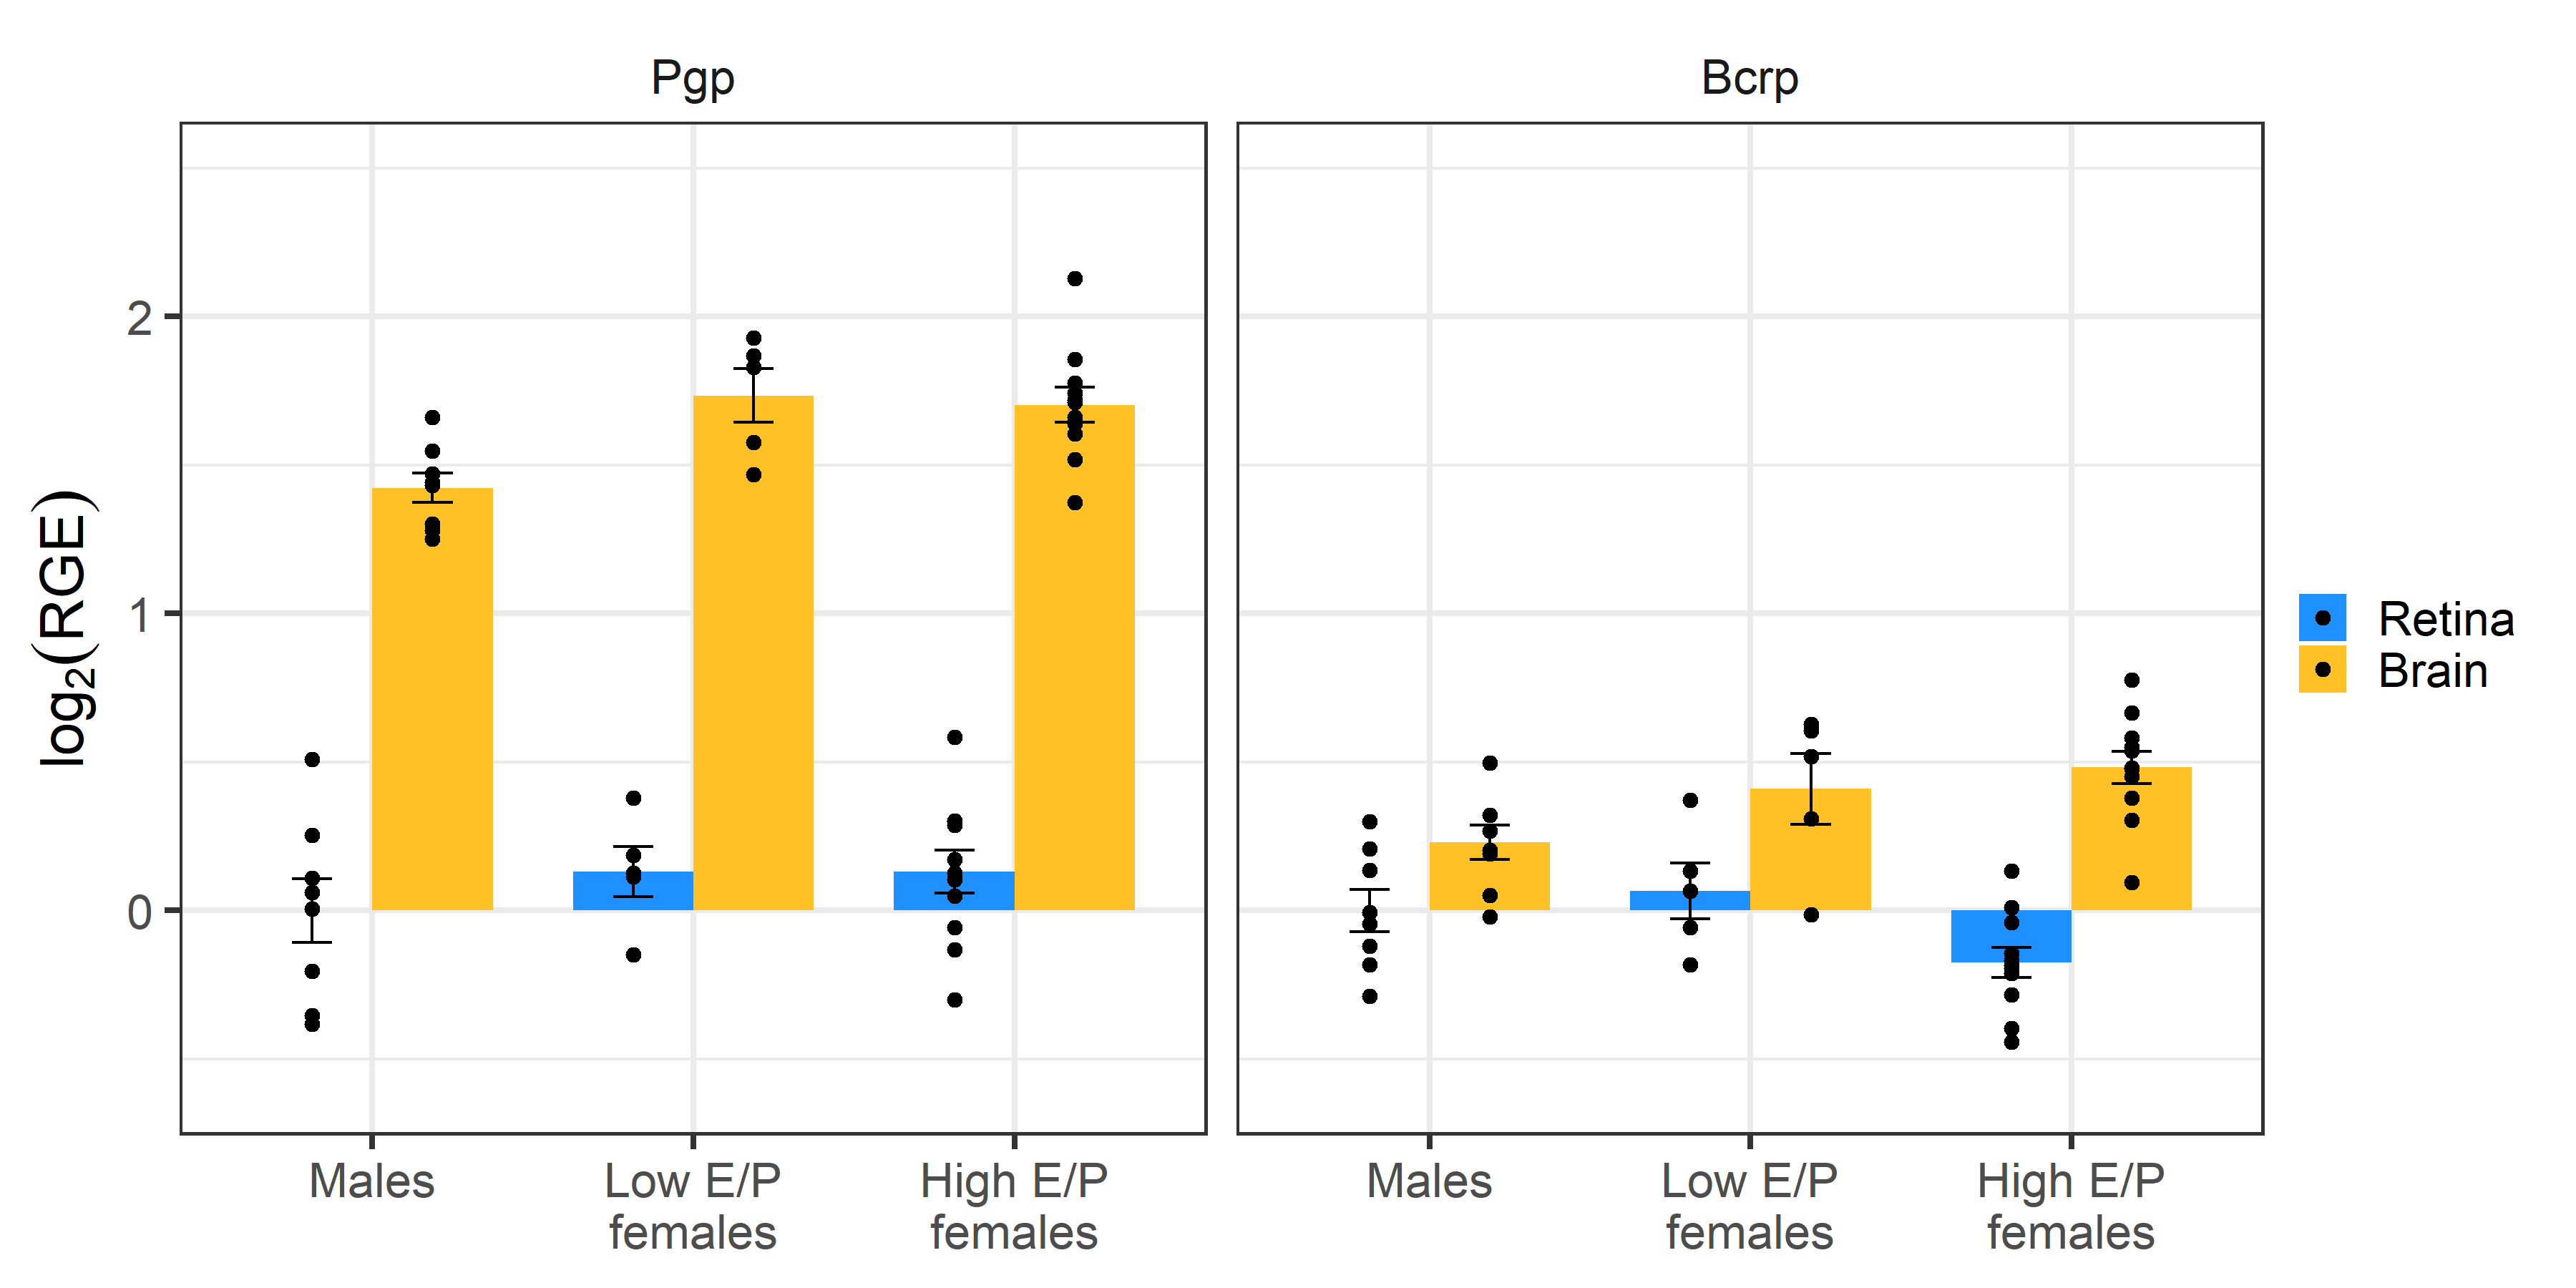 Pgp
Bcrp
log2(RGE)
2
1
0
Males
Low E/P
females
High E/P
females
Males
Low E/P
females
High E/P
females
Retina
Brain